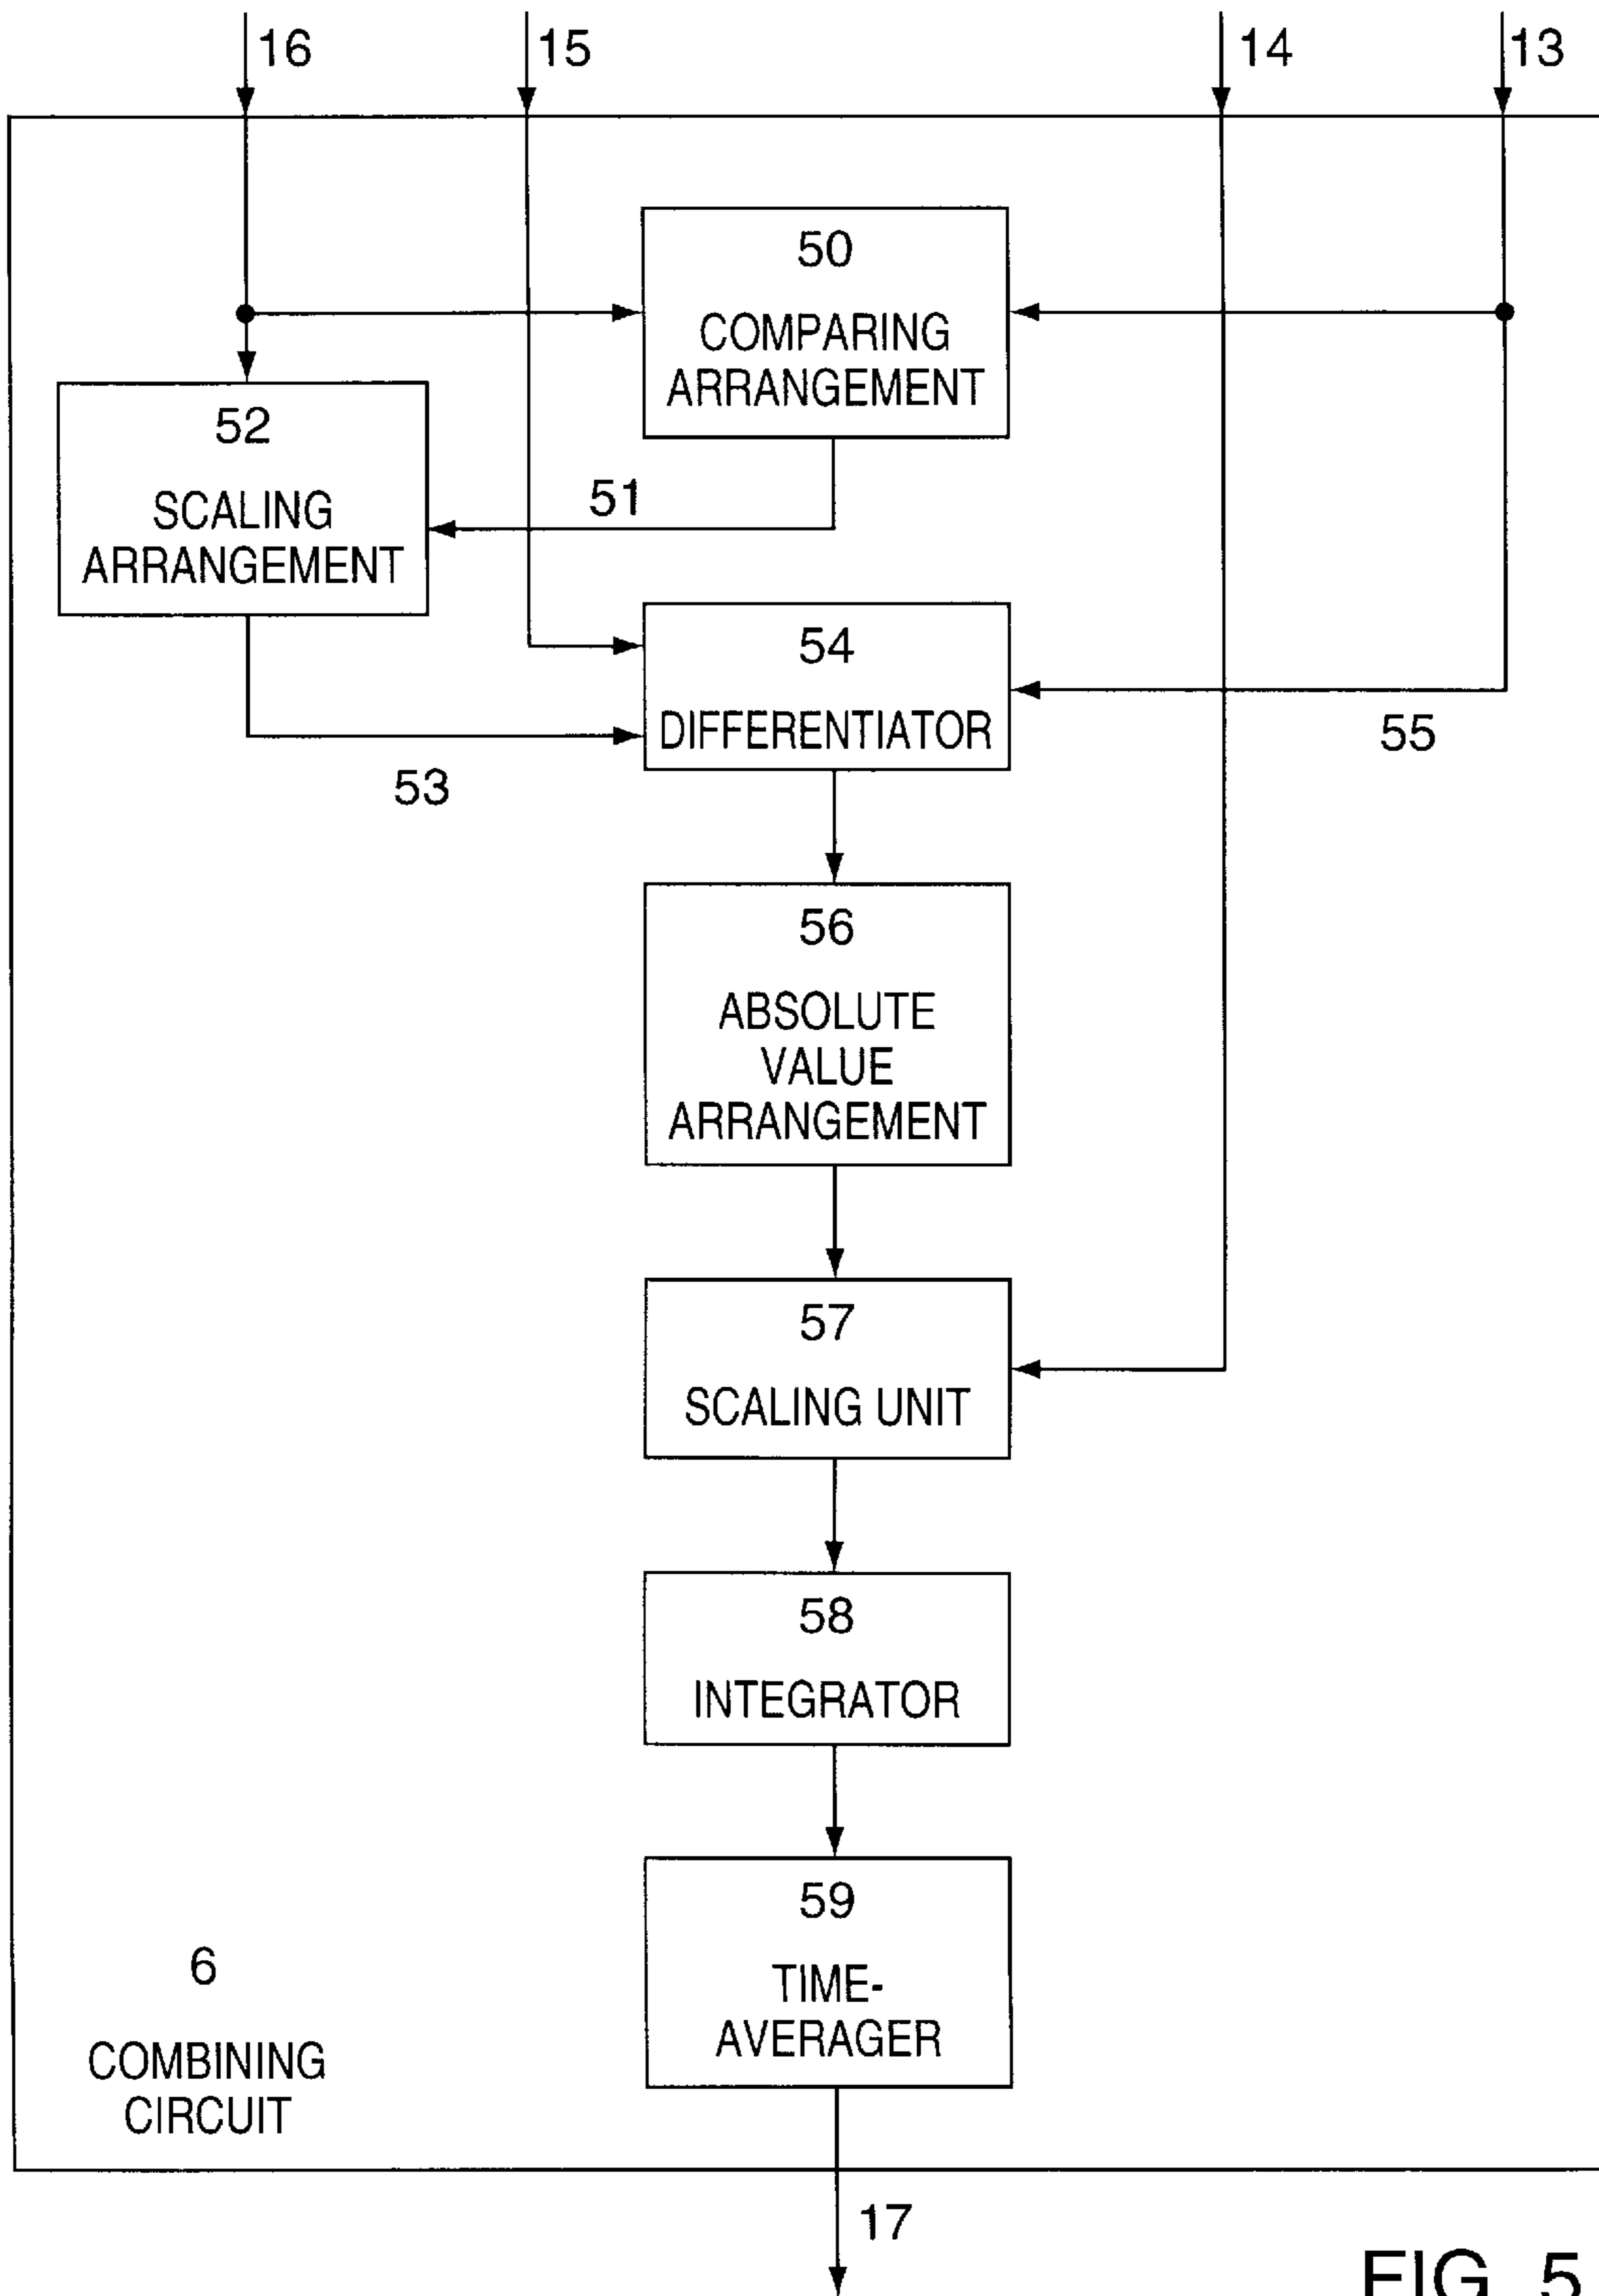 16
15
14
13
50
COMPARING
ARRANGEMENT
52
SCALING
ARRANGEMENT
51
54
DIFFERENTIATOR
55
53
56
ABSOLUTE
VALUE
ARRANGEMENT
57
SCALING UNIT
58
INTEGRATOR
59
TIME-
AVERAGER
6
COMBINING
CIRCUIT
17
FIG. 5